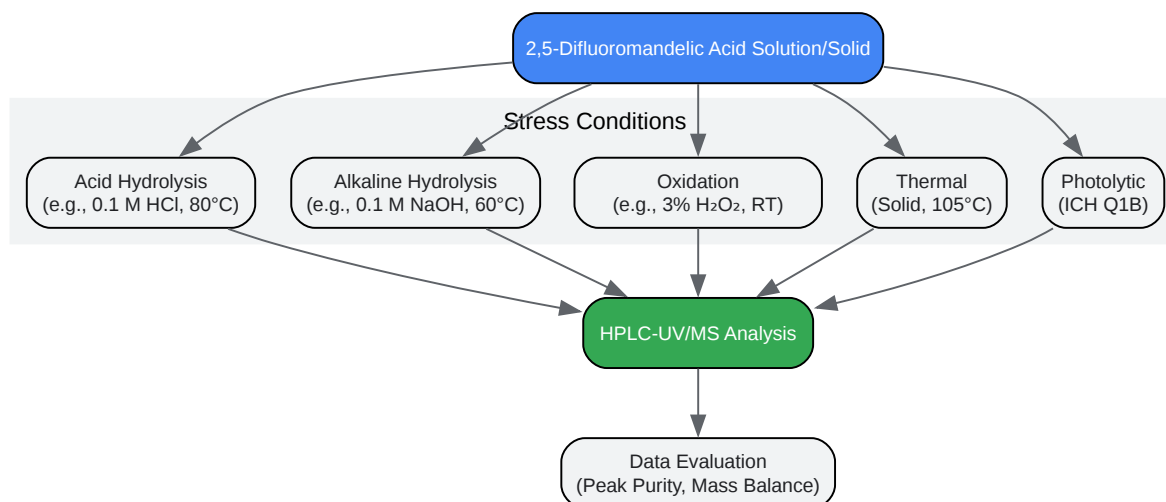 2,5-Difluoromandelic Acid Solution/Solid
Stress Conditions
Acid Hydrolysis
(e.g., 0.1 M HCl, 80°C)
Alkaline Hydrolysis
(e.g., 0.1 M NaOH, 60°C)
Oxidation
(e.g., 3% H₂O₂, RT)
Thermal
(Solid, 105°C)
Photolytic
(ICH Q1B)
HPLC-UV/MS Analysis
Data Evaluation
(Peak Purity, Mass Balance)